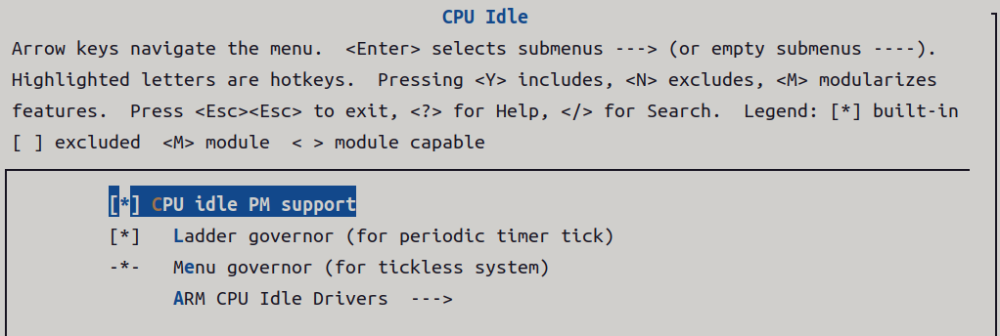 CPU Idle
Arrow keys navigate the menu.  <Enter> selects submenus ---> (or empty submenus ----).
Highlighted letters are hotkeys.  Pressing <Y> includes, <N> excludes, <M> modularizes
features.  Press <Esc><Esc> to exit, <?> for Help, </> for Search.  Legend: [*] built-in
[ ] excluded  <M> module  < > module capable
[*] CPU idle PM support
[*]   Ladder governor (for periodic timer tick)
-*-   Menu governor (for tickless system)
ARM CPU Idle Drivers  --->